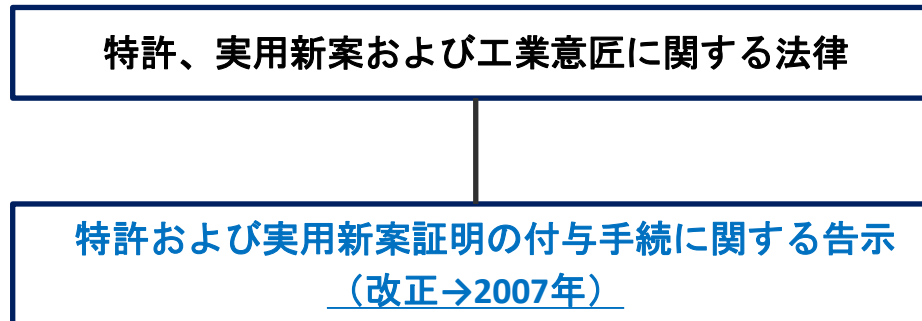 特許、実用新案および工業意匠に関する法律
特許および実用新案証明の付与手続に関する告示
（改正→2007年）